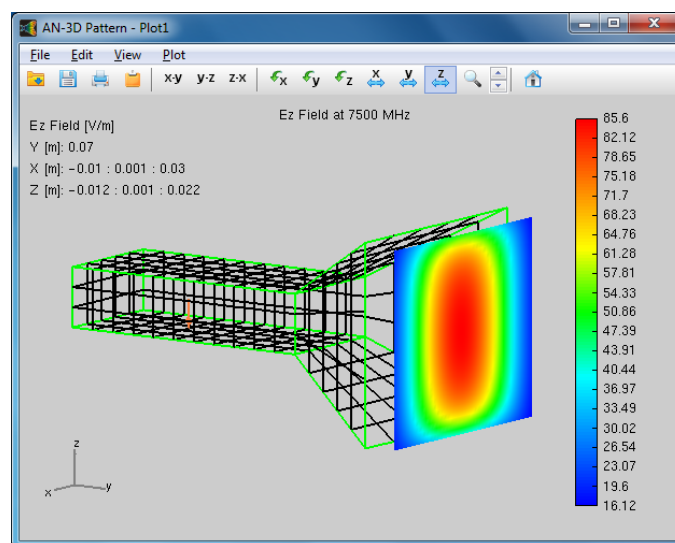 AN-3D Pattern - Plot1
File Edit View Plot
x·y y·z z·x x y z x y z
Ez Field at 7500 MHz
Ez Field [V/m]
Y [m]: 0.07
X [m]: −0.01 : 0.001 : 0.03
Z [m]: −0.012 : 0.001 : 0.022
85.6
82.12
78.65
75.18
71.7
68.23
64.76
61.28
57.81
54.33
50.86
47.39
43.91
40.44
36.97
33.49
30.02
26.54
23.07
19.6
16.12
z
x
y